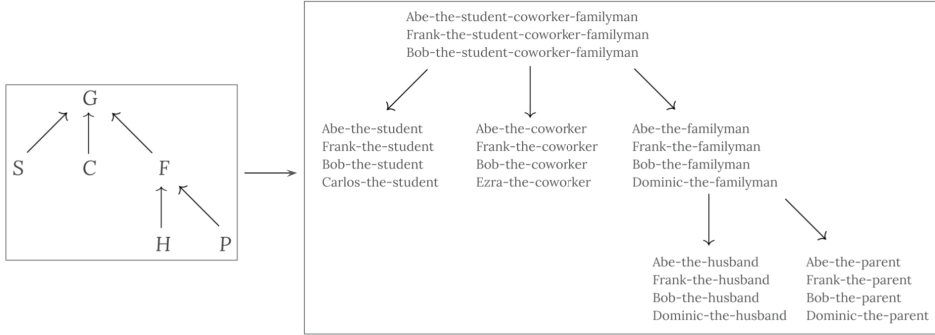 Abe-the-student-coworker-familyman
Frank-the-student-coworker-familyman
Bob-the-student-coworker-familyman
G
S
C
F
H
P
Abe-the-student
Frank-the-student
Bob-the-student
Carlos-the-student
Abe-the-coworker
Frank-the-coworker
Bob-the-coworker
Ezra-the-coworker
Abe-the-familyman
Frank-the-familyman
Bob-the-familyman
Dominic-the-familyman
Abe-the-husband
Frank-the-husband
Bob-the-husband
Dominic-the-husband
Abe-the-parent
Frank-the-parent
Bob-the-parent
Dominic-the-parent